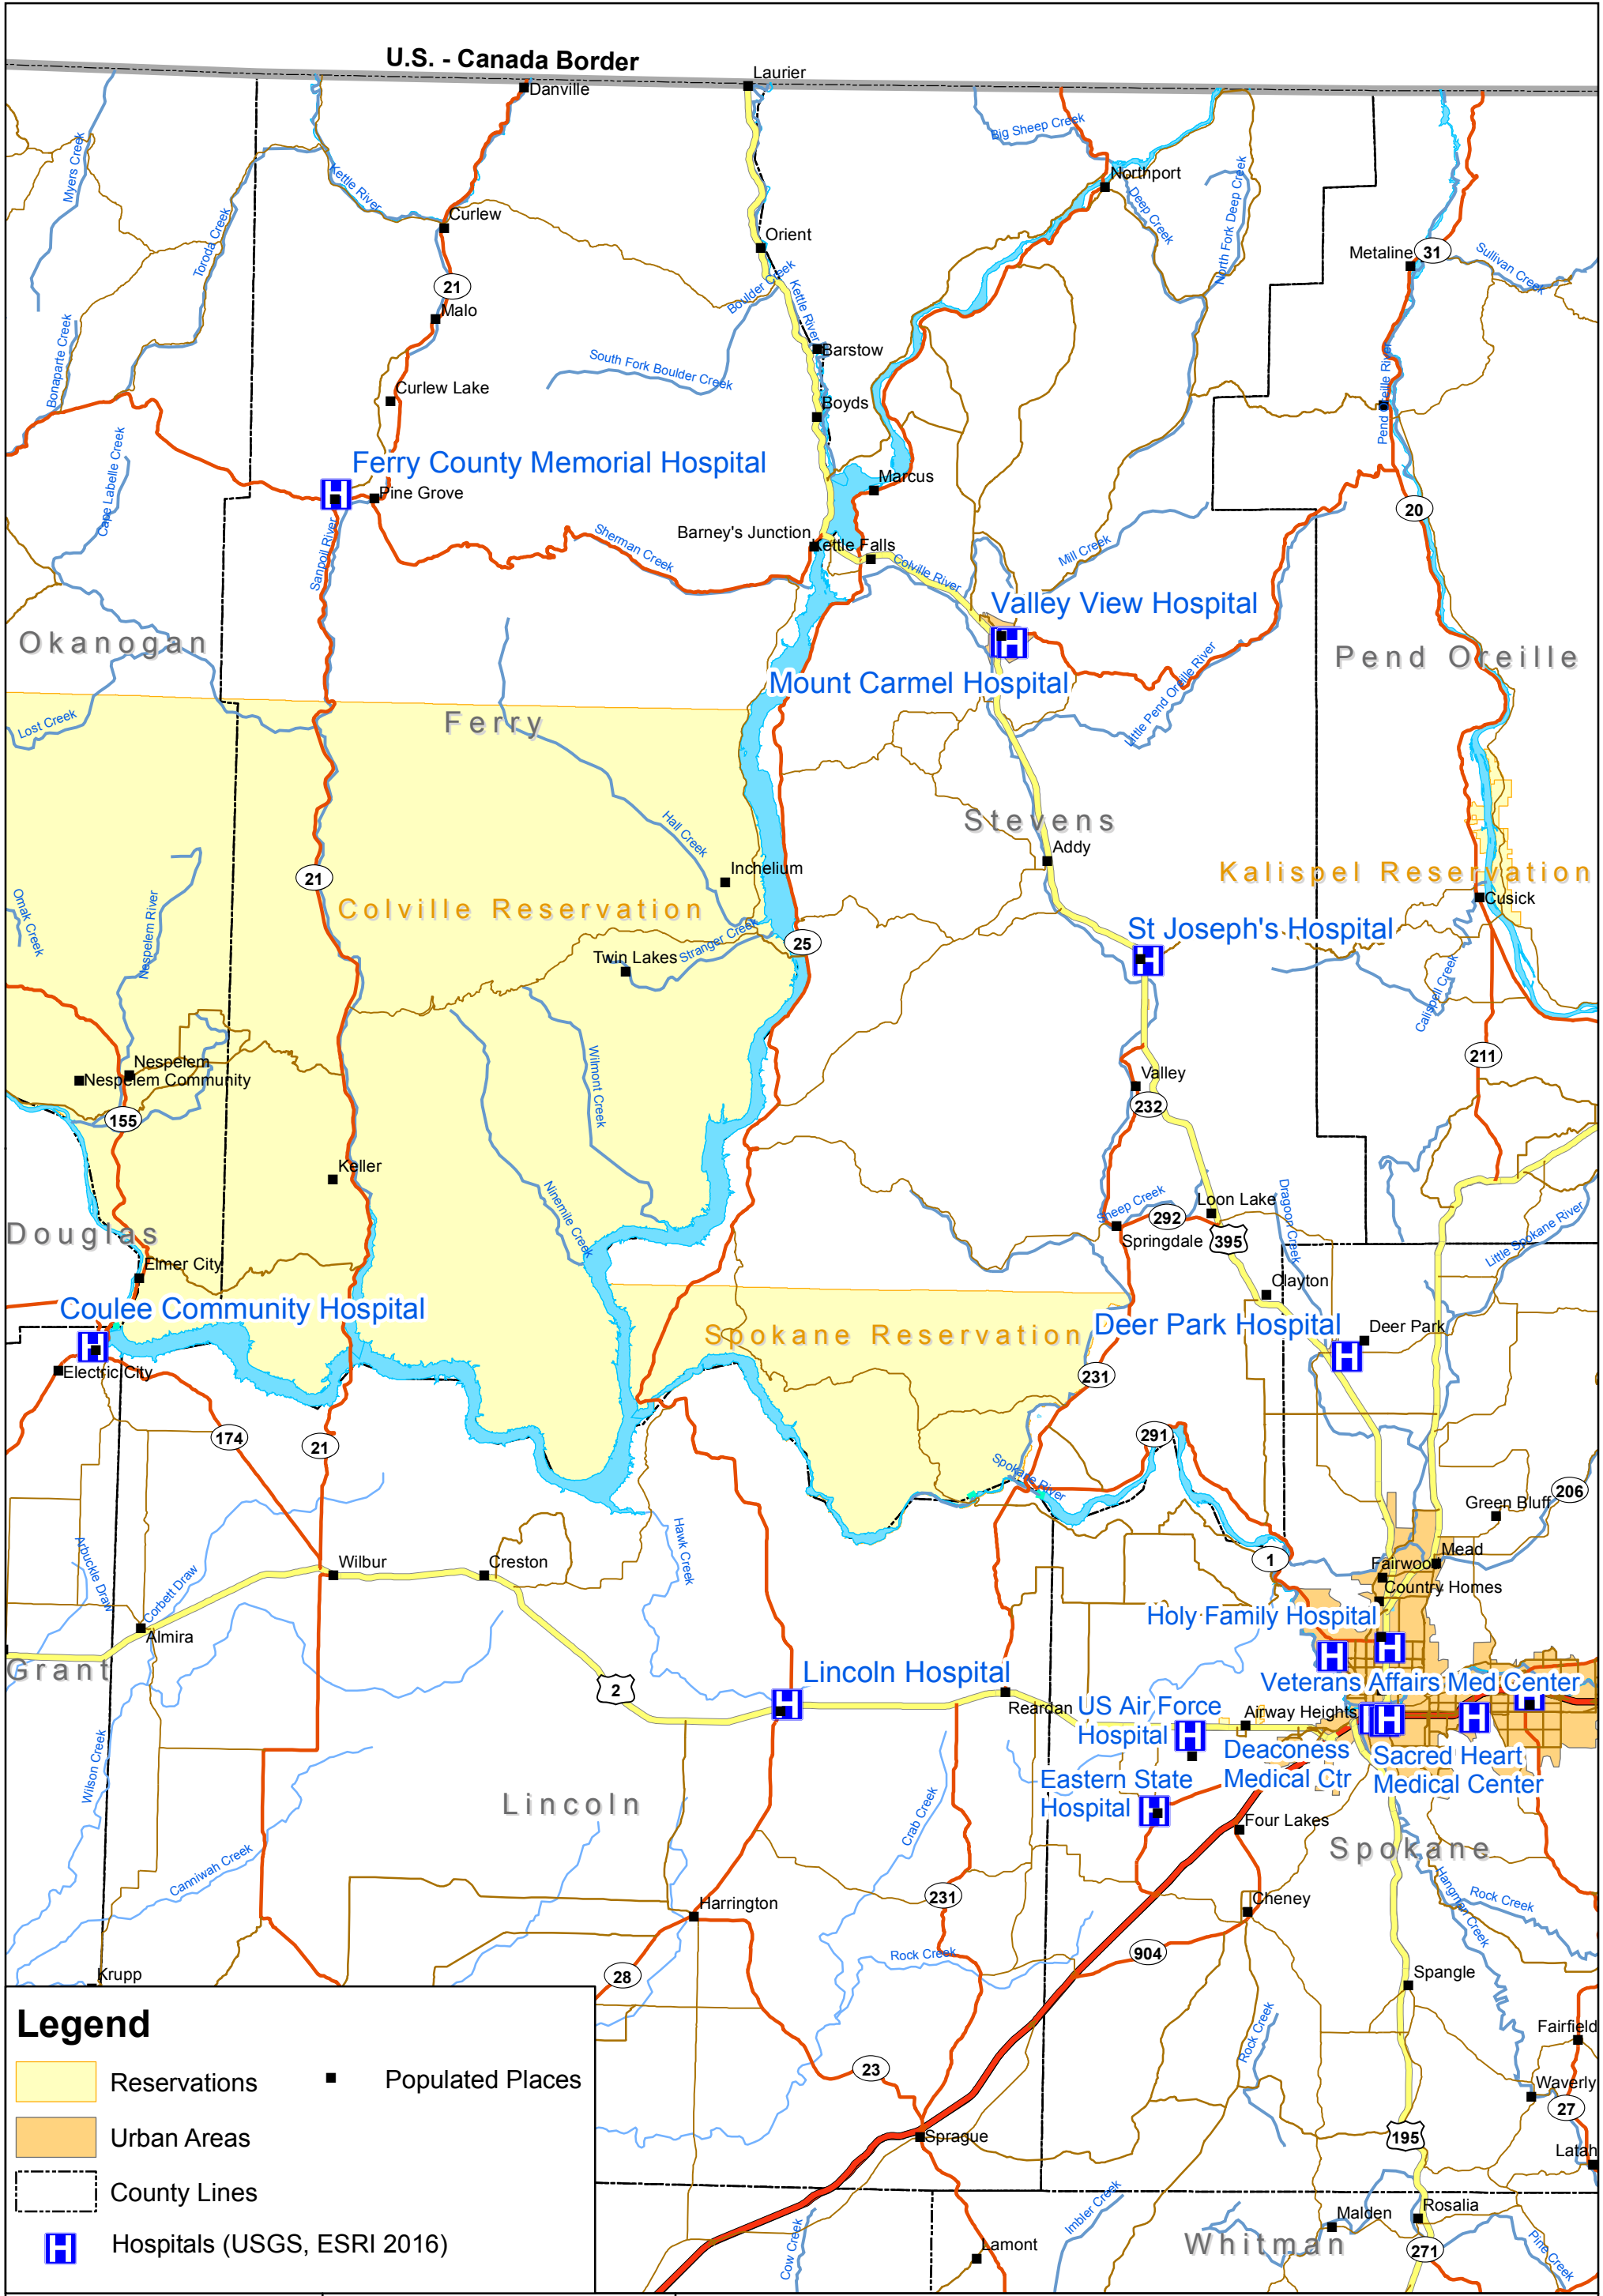 U.S. - Canada Border
Laurier
Danville
Big Sheep Creek
Myers Creek
Kettle River
Northport
Deep Creek
North Fork Deep Creek
Toroda Creek
Curlew
Orient
Metaline
31
Sullivan Creek
Boulder Creek
Kettle River
21
Malo
Bonaparte Creek
Barstow
South Fork Boulder Creek
Pend Oreille River
Curlew Lake
Boyds
Cape Labelle Creek
Ferry County Memorial Hospital
Pine Grove
Marcus
20
Sanpoil River
Sherman Creek
Barney's Junction
Kettle Falls
Colville River
Mill Creek
Valley View Hospital
Okanogan
Pend Oreille
Mount Carmel Hospital
Little Pend Oreille River
Lost Creek
Ferry
Hall Creek
Stevens
Addy
Inchelium
Kalispel Reservation
21
Cusick
Omak Creek
Nespelem River
Colville Reservation
St Joseph's Hospital
25
Twin Lakes
Stranger Creek
Calispell Creek
Wilmont Creek
211
Nespelem
Nespelem Community
Valley
232
155
Keller
Ninemile Creek
Sheep Creek
292
Loon Lake
Dragoon Creek
Springdale
395
Little Spokane River
Douglas
Elmer City
Clayton
Coulee Community Hospital
Spokane Reservation
Deer Park Hospital
Deer Park
Electric City
231
174
21
291
Spokane River
206
Green Bluff
Arbuckle Draw
Corbett Draw
Wilbur
Creston
Hawk Creek
1
Mead
Fairwood
Country Homes
Almira
Holy Family Hospital
Grant
2
Lincoln Hospital
Veterans Affairs Med Center
Reardan
US Air Force
Hospital
Airway Heights
Deaconess
Medical Ctr
Sacred Heart
Medical Center
Wilson Creek
Eastern State
Hospital
Lincoln
Crab Creek
Four Lakes
Spokane
Canniwah Creek
231
Harrington
Cheney
Hangman Creek
Rock Creek
Rock Creek
904
28
Krupp
Spangle
Rock Creek
Fairfield
23
Waverly
27
Sprague
195
Latah
Imbler Creek
Cow Creek
Malden
Rosalia
Lamont
Whitman
271
Pine Creek
Legend
Reservations
Populated Places
Urban Areas
County Lines
H Hospitals (USGS, ESRI 2016)